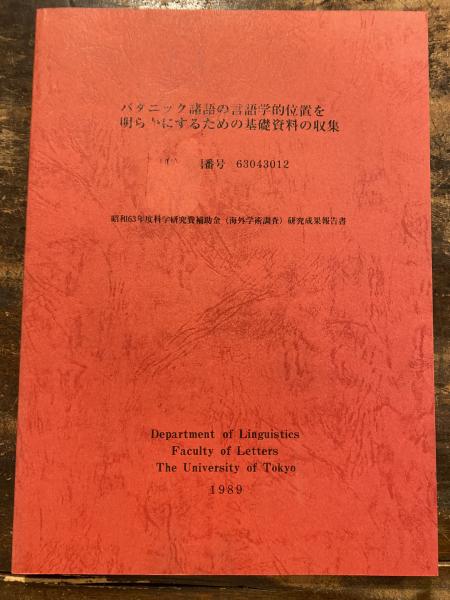 バタニック諸語の言語学的位置を
明らかにするための基礎資料の収集
番号 63043012
昭和63年度科学研究費補助金（海外学術調査）研究成果報告書
Department of Linguistics
Faculty of Letters
The University of Tokyo
1989